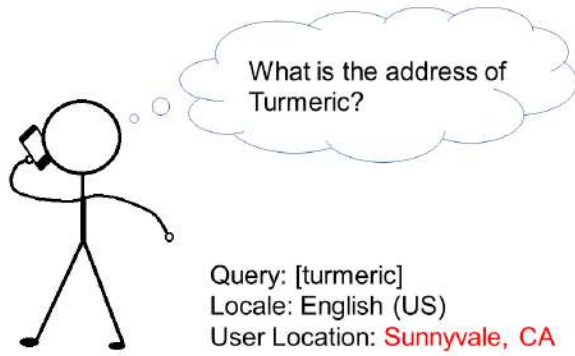 What is the address of
Turmeric?
Query: [turmeric]
Locale: English (US)
User Location: Sunnyvale, CA